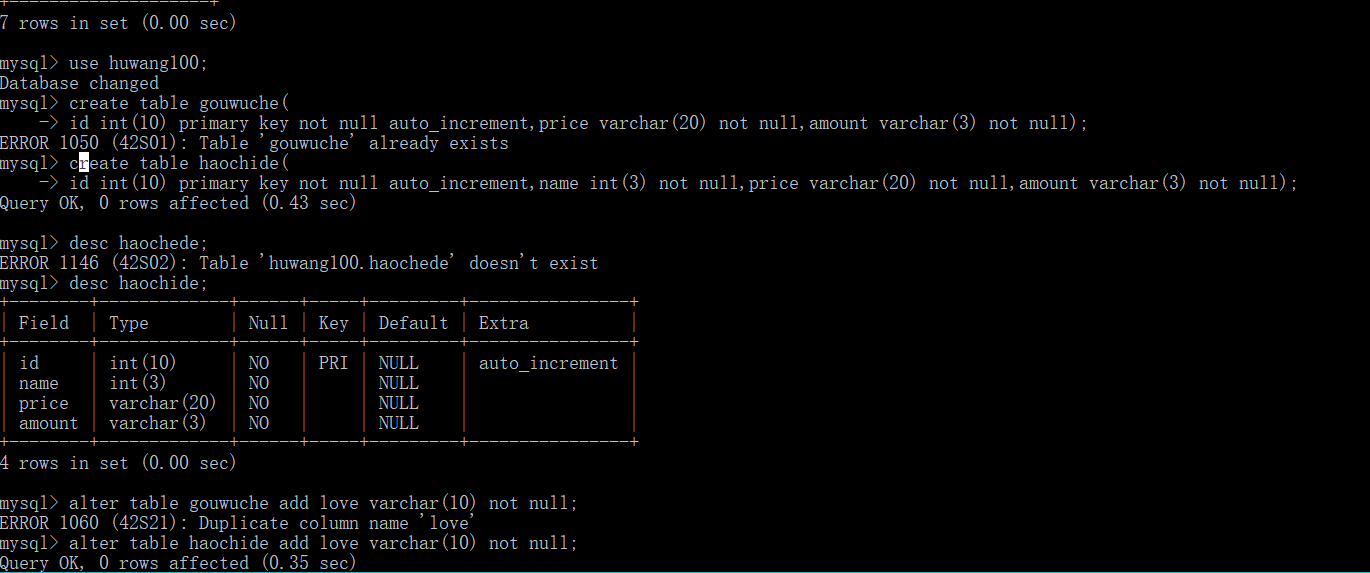 7 rows in set (0.00 sec)
mysql> use huwang100;
Database changed
mysql> create table gouwuche(
    -> id int(10) primary key not null auto_increment,price varchar(20) not null,amount varchar(3) not null);
ERROR 1050 (42S01): Table 'gouwuche' already exists
mysql> create table haochide(
    -> id int(10) primary key not null auto_increment,name int(3) not null,price varchar(20) not null,amount varchar(3) not null);
Query OK, 0 rows affected (0.43 sec)
mysql> desc haochede;
ERROR 1146 (42S02): Table 'huwang100.haochede' doesn't exist
mysql> desc haochide;
+--------+-------------+------+-----+---------+----------------+
| Field  | Type        | Null | Key | Default | Extra          |
+--------+-------------+------+-----+---------+----------------+
| id     | int(10)     | NO   | PRI | NULL    | auto_increment |
| name   | int(3)      | NO   |     | NULL    |                |
| price  | varchar(20) | NO   |     | NULL    |                |
| amount | varchar(3)  | NO   |     | NULL    |                |
+--------+-------------+------+-----+---------+----------------+
4 rows in set (0.00 sec)
mysql> alter table gouwuche add love varchar(10) not null;
ERROR 1060 (42S21): Duplicate column name 'love'
mysql> alter table haochide add love varchar(10) not null;
Query OK, 0 rows affected (0.35 sec)